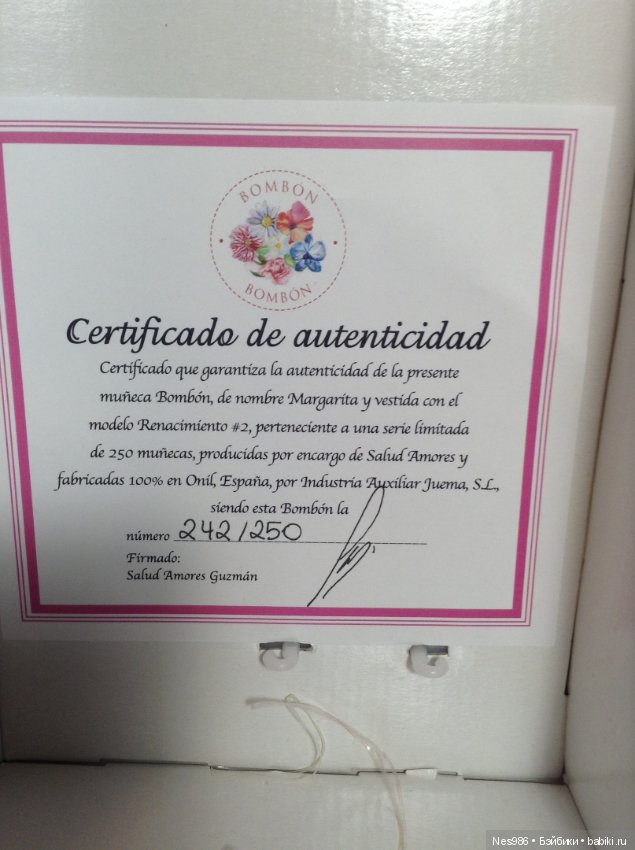 BOMBÓN
BOMBÓN
Certificado de autenticidad
Certificado que garantiza la autenticidad de la presente
muñeca Bombón, de nombre Margarita y vestida con el
modelo Renacimiento #2, perteneciente a una serie limitada
de 250 muñecas, producidas por encargo de Salud Amores y
fabricadas 100% en Onil, España, por Industria Auxiliar Juema, S.L.,
siendo esta Bombón la
número 242/250
Firmado:
Salud Amores Guzmán
Nes986 • Бэйбики • babiki.ru